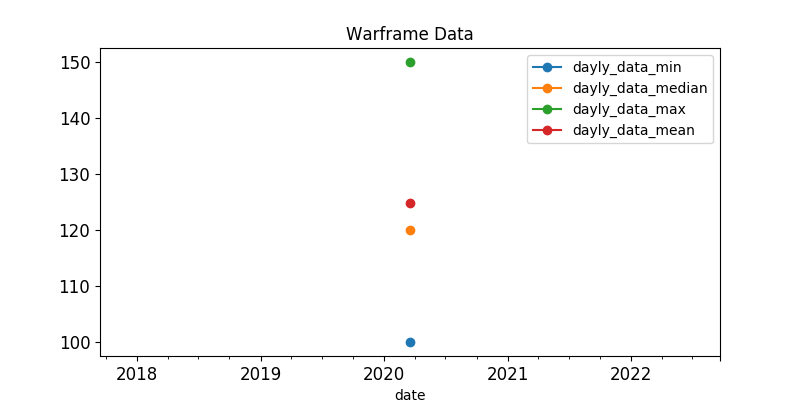 Warframe Data
dayly_data_min
dayly_data_median
dayly_data_max
dayly_data_mean
150
140
130
120
110
100
2018 2019 2020 2021 2022
date